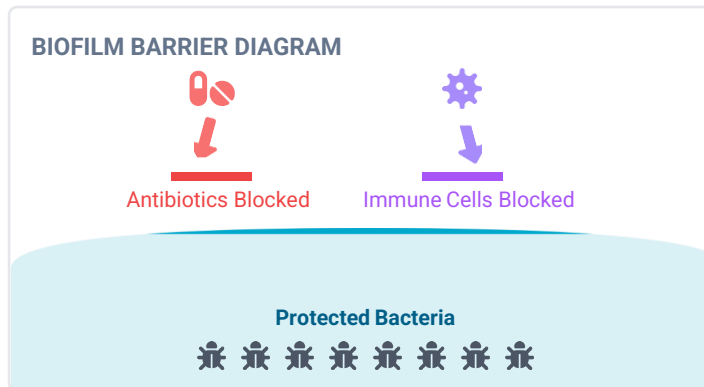 BIOFILM BARRIER DIAGRAM
Antibiotics Blocked
Immune Cells Blocked
Protected Bacteria